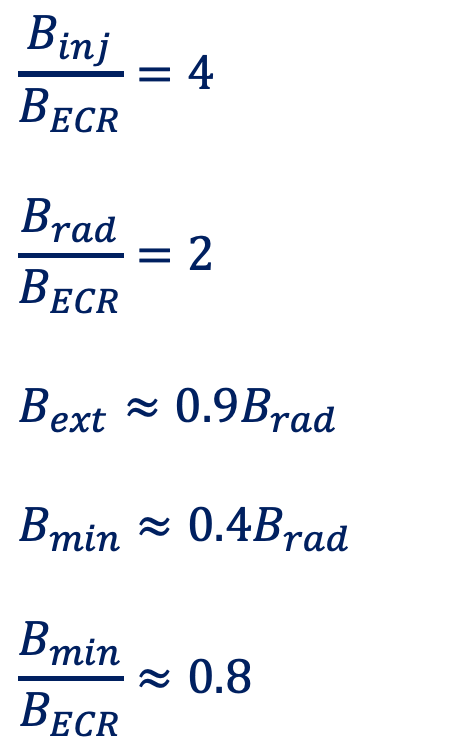 B_inj / B_ECR = 4
B_rad / B_ECR = 2
B_ext ≈ 0.9B_rad
B_min ≈ 0.4B_rad
B_min / B_ECR ≈ 0.8